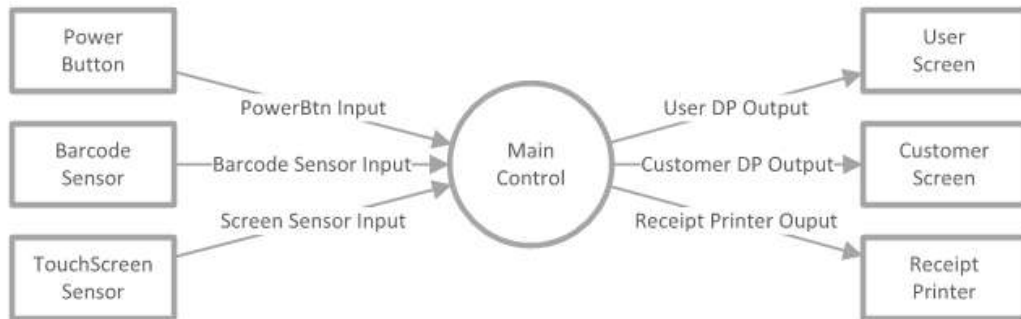 Power
Button
PowerBtn Input
Barcode
Sensor
Barcode Sensor Input
TouchScreen
Sensor
Screen Sensor Input
Main
Control
User DP Output
User
Screen
Customer DP Output
Customer
Screen
Receipt Printer Ouput
Receipt
Printer